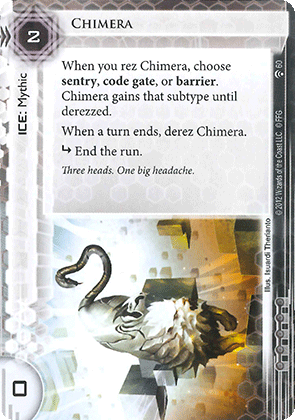 2
CHIMERA
ICE: Mythic
When you rez Chimera, choose
sentry, code gate, or barrier.
Chimera gains that subtype until
derezzed.
When a turn ends, derez Chimera.
↳ End the run.
Three heads. One big headache.
60
© 2012 Wizards of the Coast LLC. © FFG
Illus. Isuardi Therianto
0